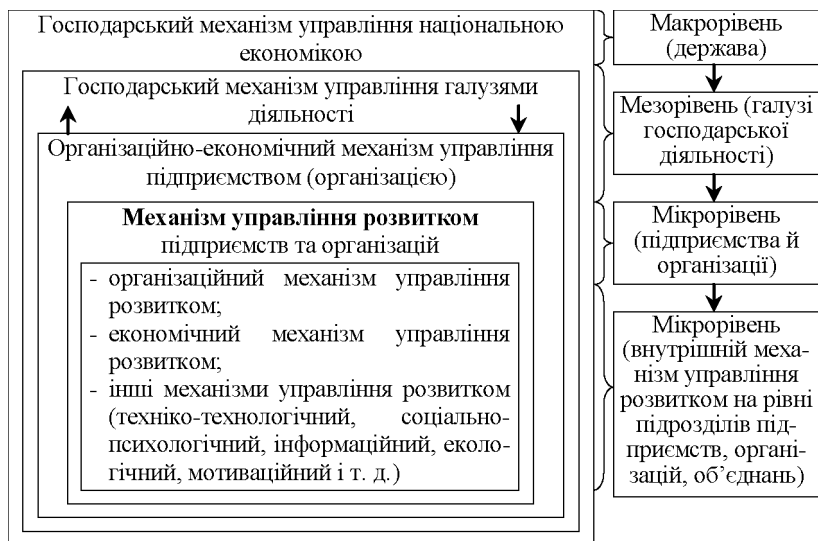 Господарський механізм управління національною
економікою
Господарський механізм управління галузями
діяльності
Організаційно-економічний механізм управління
підприємством (організацією)
Механізм управління розвитком
підприємств та організацій
- організаційний механізм управління
розвитком;
- економічний механізм управління
розвитком;
- інші механізми управління розвитком
(техніко-технологічний, соціально-
психологічний, інформаційний, еколо-
гічний, мотиваційний і т. д.)
Макрорівень
(держава)
Мезорівень (галузі
господарської
діяльності)
Мікрорівень
(підприємства й
організації)
Мікрорівень
(внутрішній меха-
нізм управління
розвитком на рівні
підрозділів під-
приємств, органі-
зацій, об’єднань)